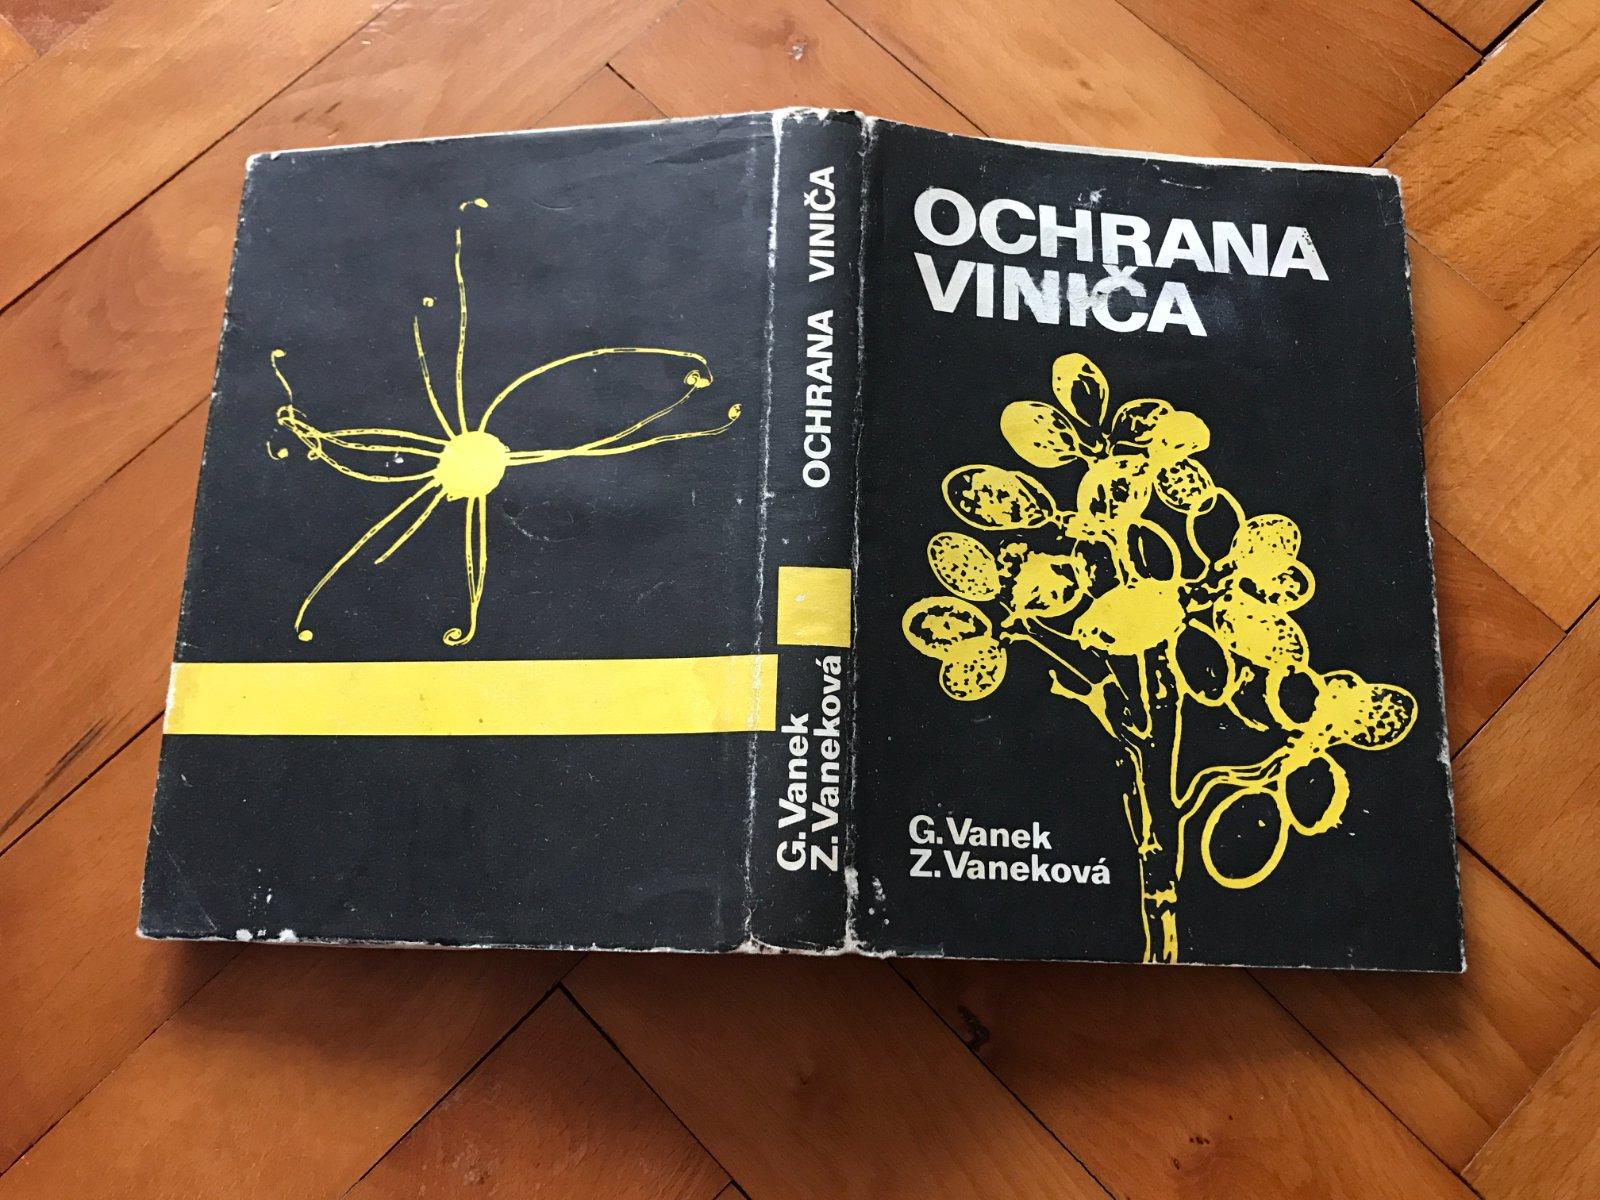 OCHRANA VINIČA
G. Vanek
Z. Vaneková
OCHRANA
VINIČA
G. Vanek
Z. Vaneková